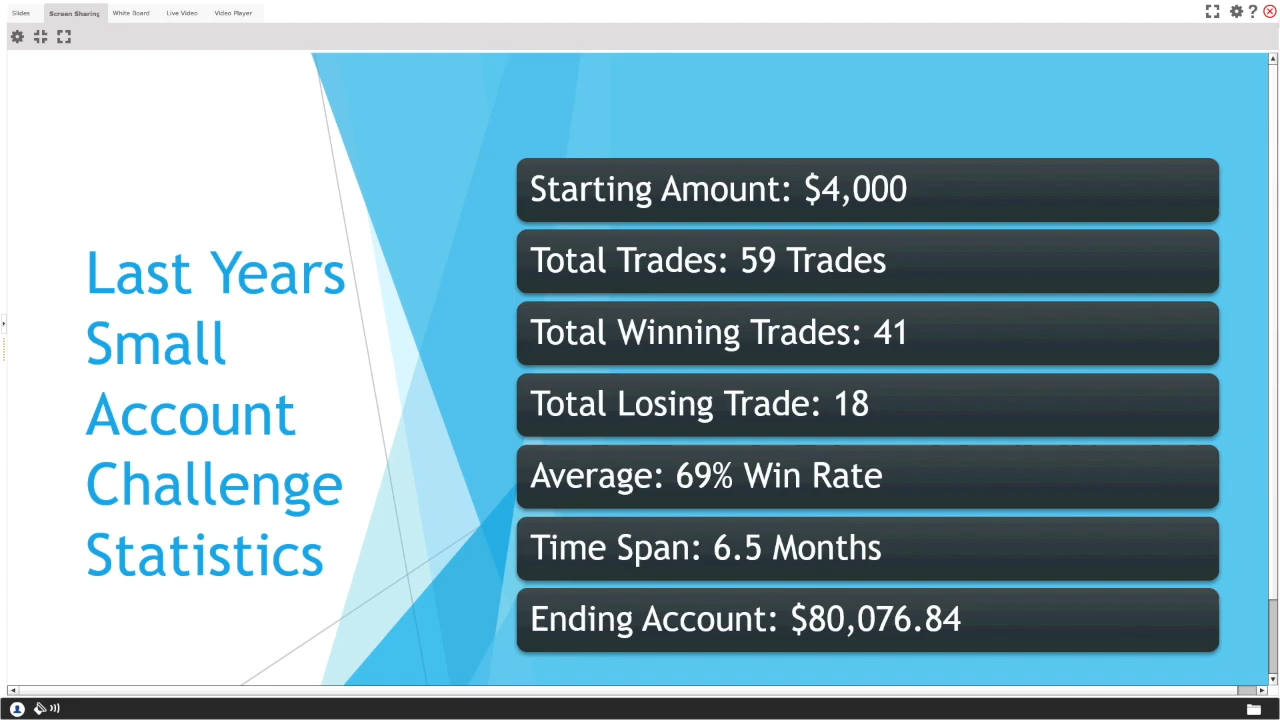 Slides Screen Sharing White Board Live Video Video Player
Last Years
Small
Account
Challenge
Statistics
Starting Amount: $4,000
Total Trades: 59 Trades
Total Winning Trades: 41
Total Losing Trade: 18
Average: 69% Win Rate
Time Span: 6.5 Months
Ending Account: $80,076.84